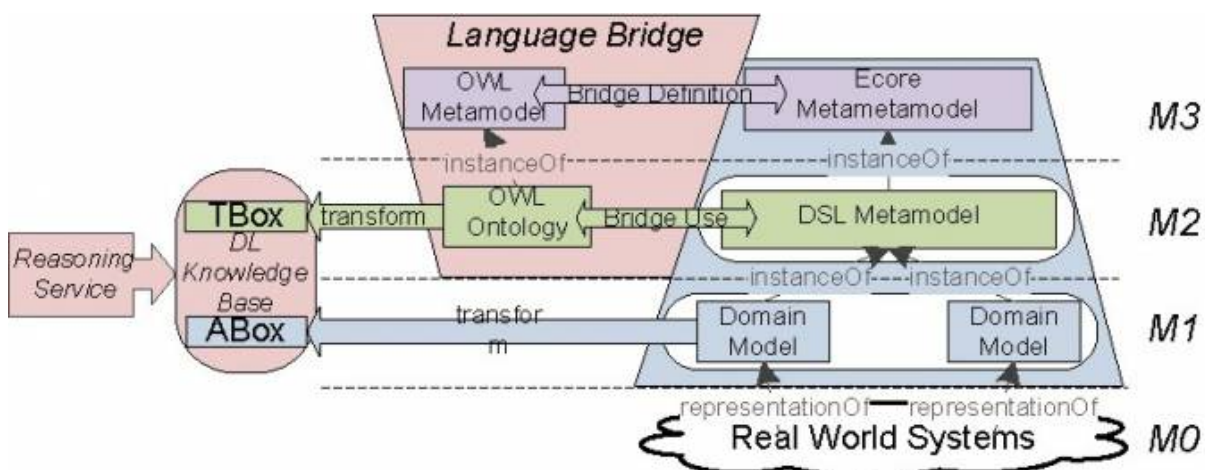 Language Bridge
OWL
Metamodel
Bridge Definition
Ecore
Metametamodel
M3
instanceOf
instanceOf
TBox
transform
OWL
Ontology
Bridge Use
DSL Metamodel
M2
DL
Knowledge
Base
Reasoning
Service
instanceOf
instanceOf
ABox
transfor
m
Domain
Model
Domain
Model
M1
representationOf
representationOf
Real World Systems
M0